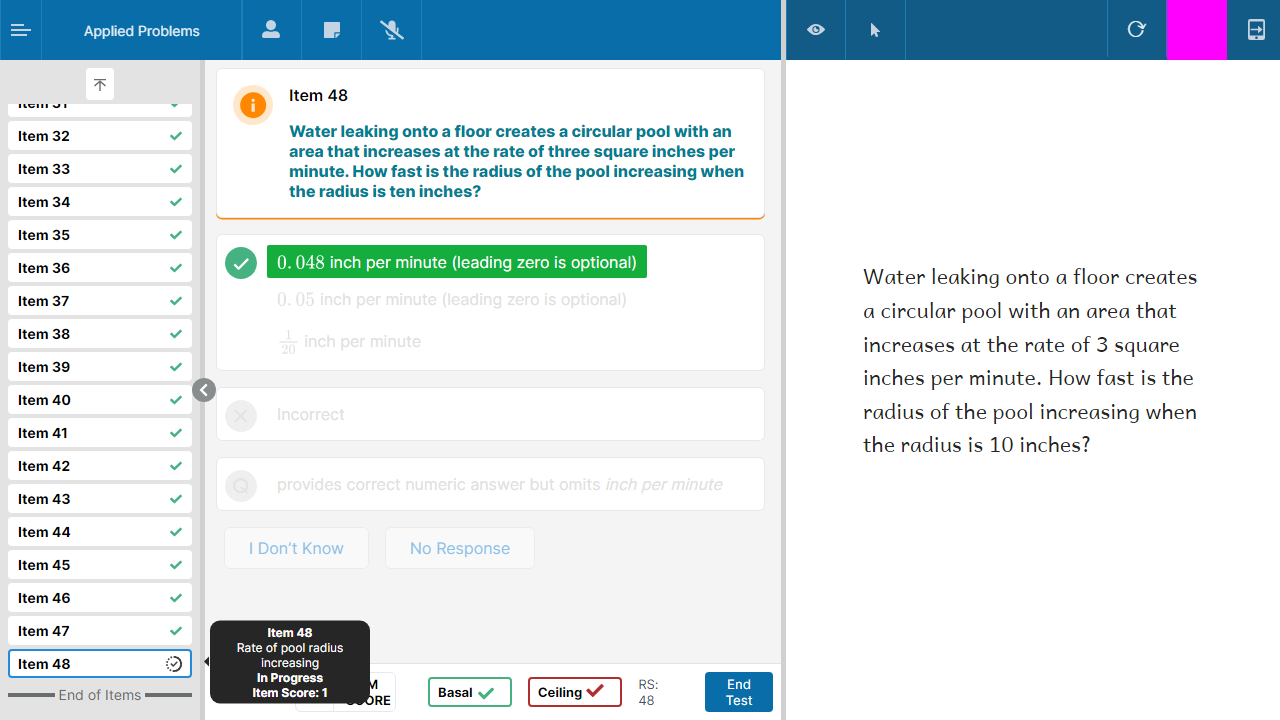 Applied Problems
Item 31
Item 32
Item 33
Item 34
Item 35
Item 36
Item 37
Item 38
Item 39
Item 40
Item 41
Item 42
Item 43
Item 44
Item 45
Item 46
Item 47
Item 48
End of Items
Item 48
Water leaking onto a floor creates a circular pool with an
area that increases at the rate of three square inches per
minute. How fast is the radius of the pool increasing when
the radius is ten inches?
0.048 inch per minute (leading zero is optional)
0.05 inch per minute (leading zero is optional)
1/20 inch per minute
Incorrect
Q provides correct numeric answer but omits inch per minute
I Don't Know
No Response
Item 48
Rate of pool radius
increasing
In Progress
Item Score: 1
Basal
Ceiling
RS:
48
End
Test
Water leaking onto a floor creates
a circular pool with an area that
increases at the rate of 3 square
inches per minute. How fast is the
radius of the pool increasing when
the radius is 10 inches?